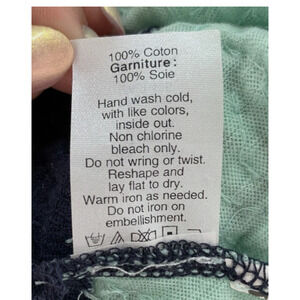 100% Coton
Garniture:
100% Soie
Hand wash cold,
with like colors,
inside out.
Non chlorine
bleach only.
Do not wring or twist.
Reshape and
lay flat to dry.
Warm iron as needed.
Do not iron on
embellishment.